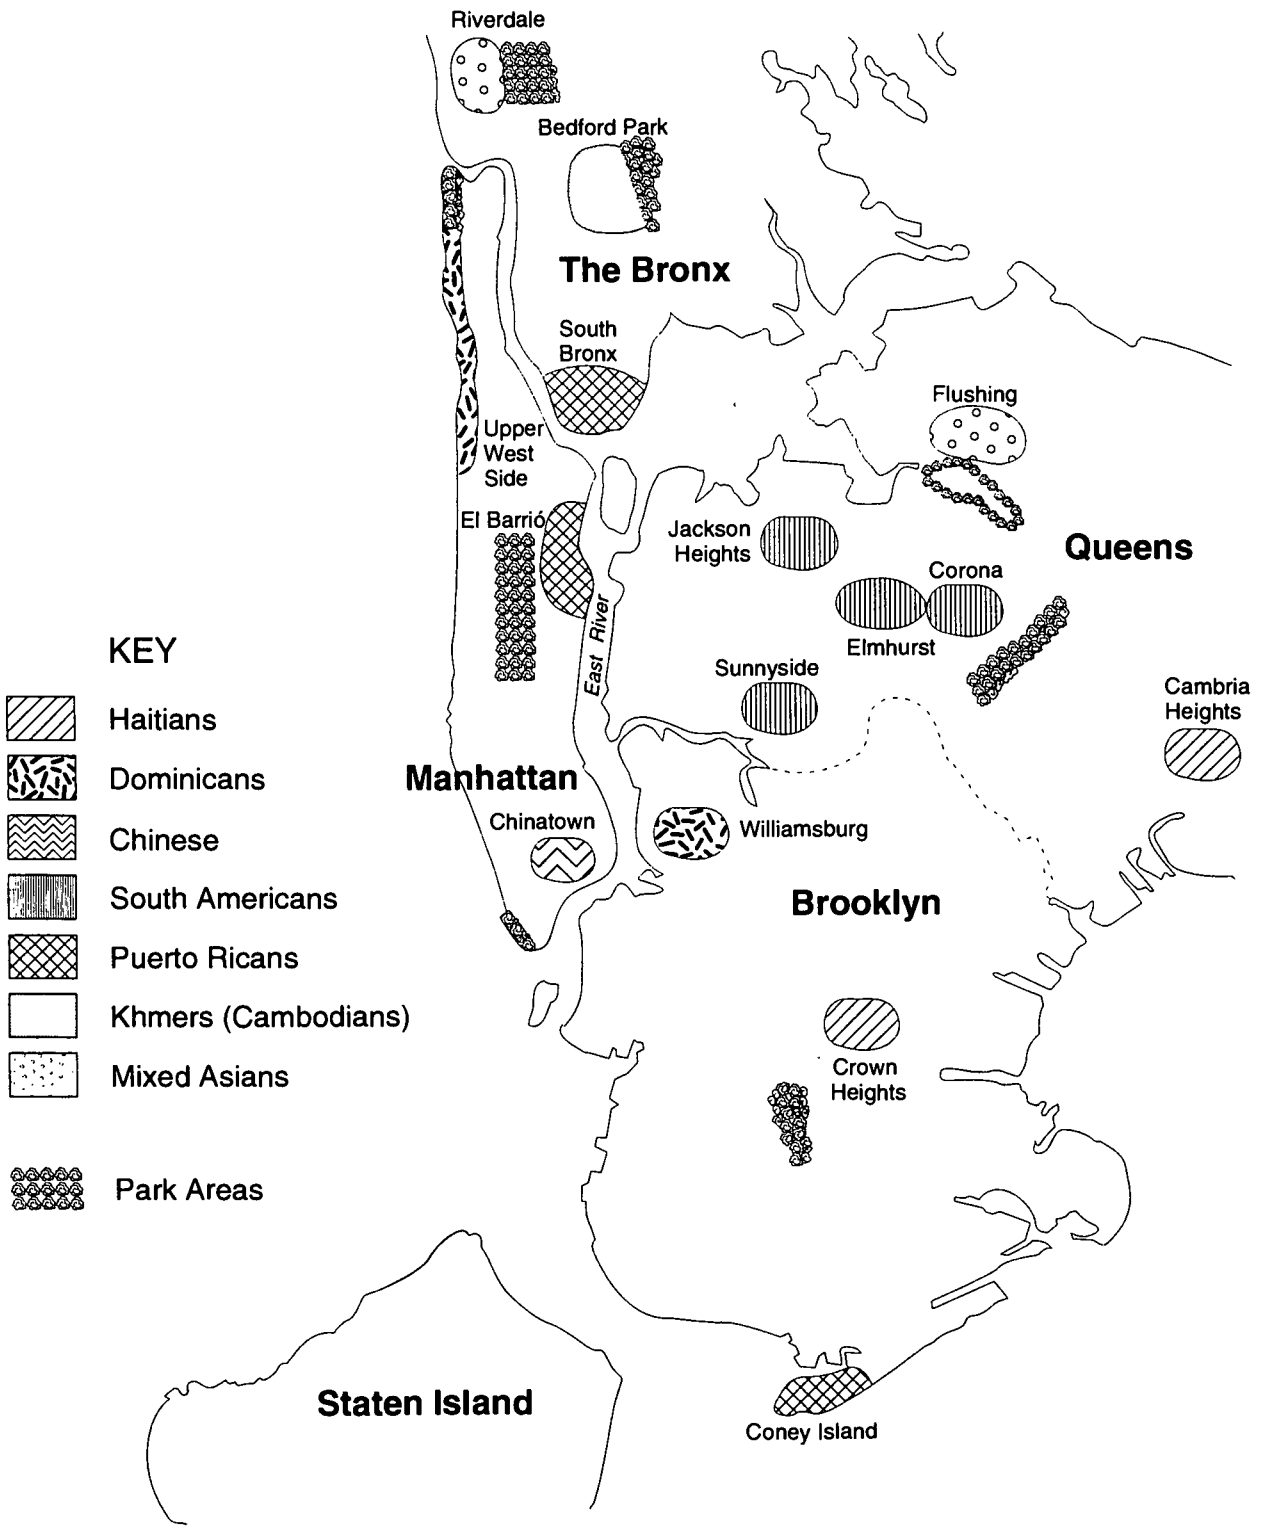 Riverdale
Bedford Park
The Bronx
South
Bronx
Flushing
Upper
West
Side
El Barrió
Jackson
Heights
Queens
Corona
Elmhurst
East River
Sunnyside
Cambria
Heights
KEY
Haitians
Dominicans
Chinese
South Americans
Puerto Ricans
Khmers (Cambodians)
Mixed Asians
Park Areas
Manhattan
Chinatown
Williamsburg
Brooklyn
Crown
Heights
Staten Island
Coney Island